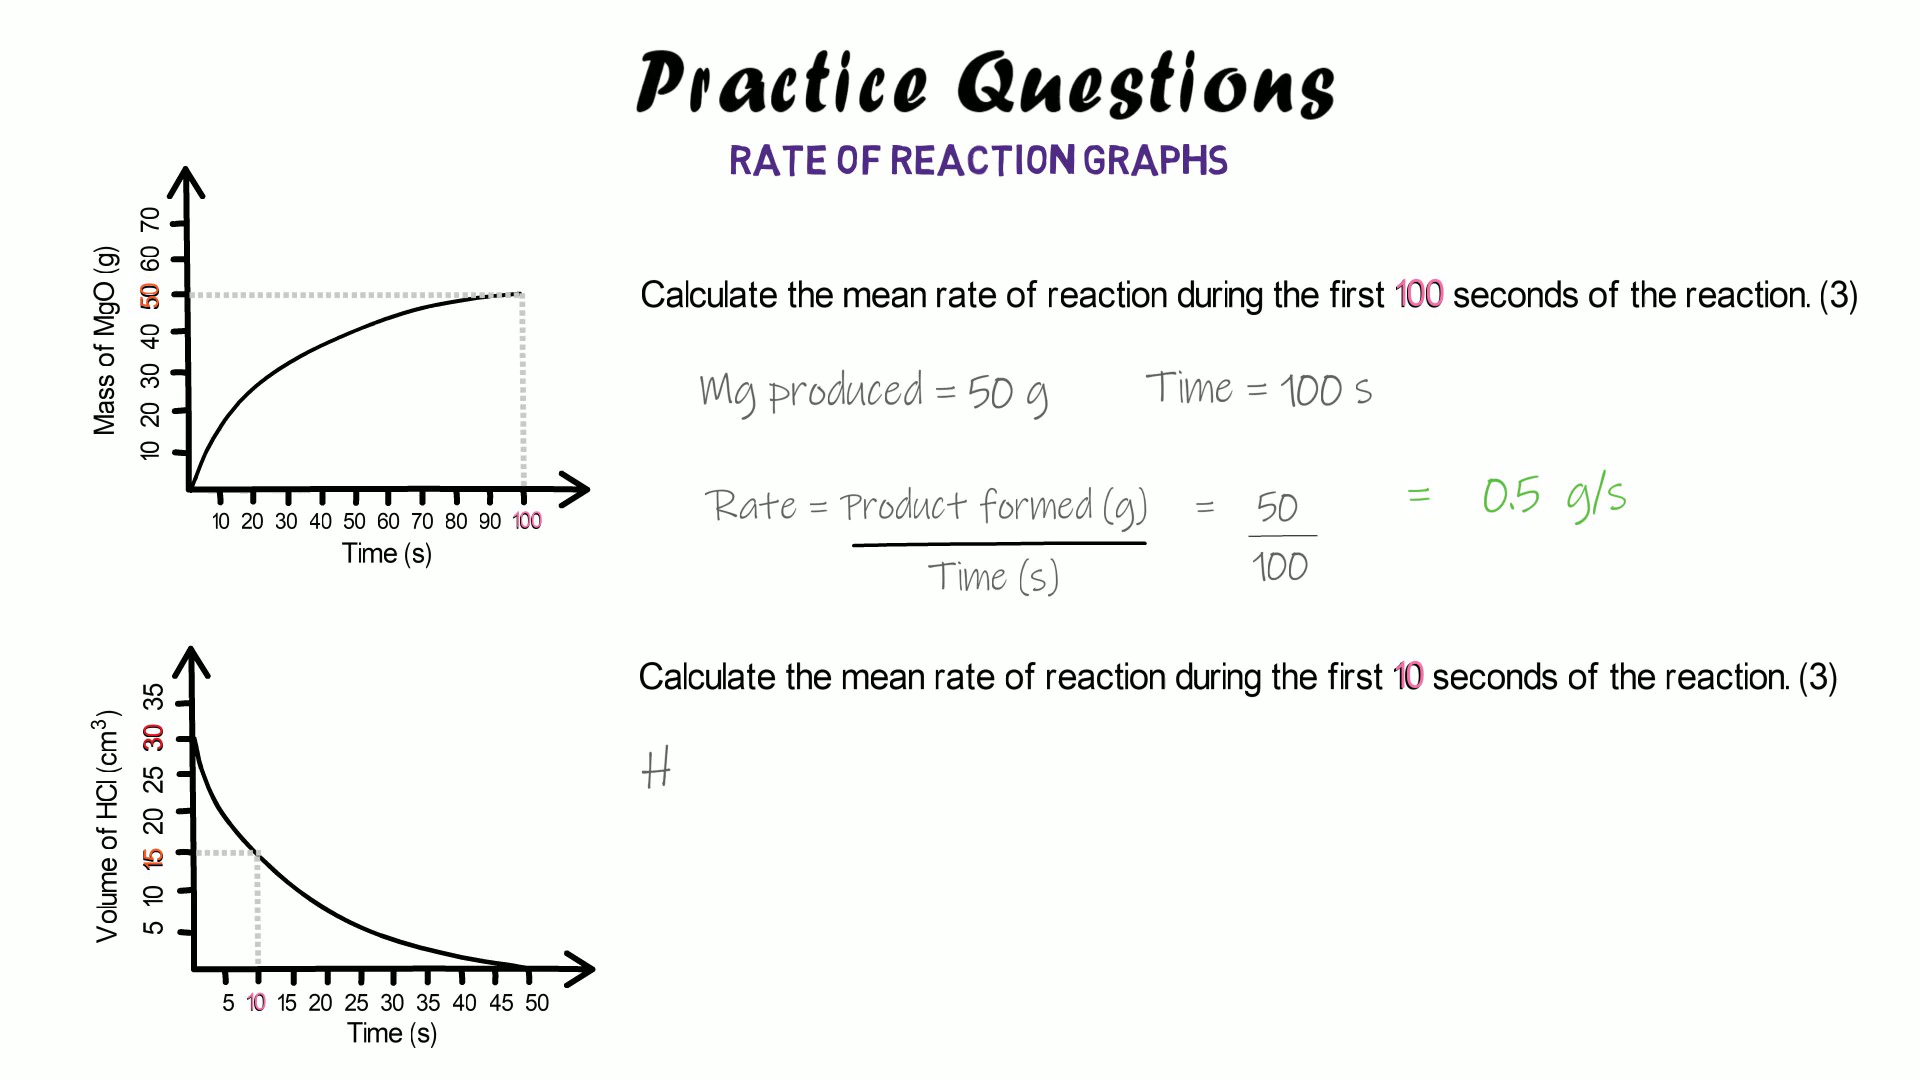 Practice Questions
RATE OF REACTION GRAPHS
Mass of MgO (g)
70
60
50
40
30
20
10
10 20 30 40 50 60 70 80 90 100
Time (s)
Calculate the mean rate of reaction during the first 100 seconds of the reaction. (3)
Mg produced = 50 g Time = 100 s
Rate = Product formed (g) = 50 = 0.5 g/s
Time (s) 100
Volume of HCl (cm³)
35
30
25
20
15
10
5
5 10 15 20 25 30 35 40 45 50
Time (s)
Calculate the mean rate of reaction during the first 10 seconds of the reaction. (3)
H